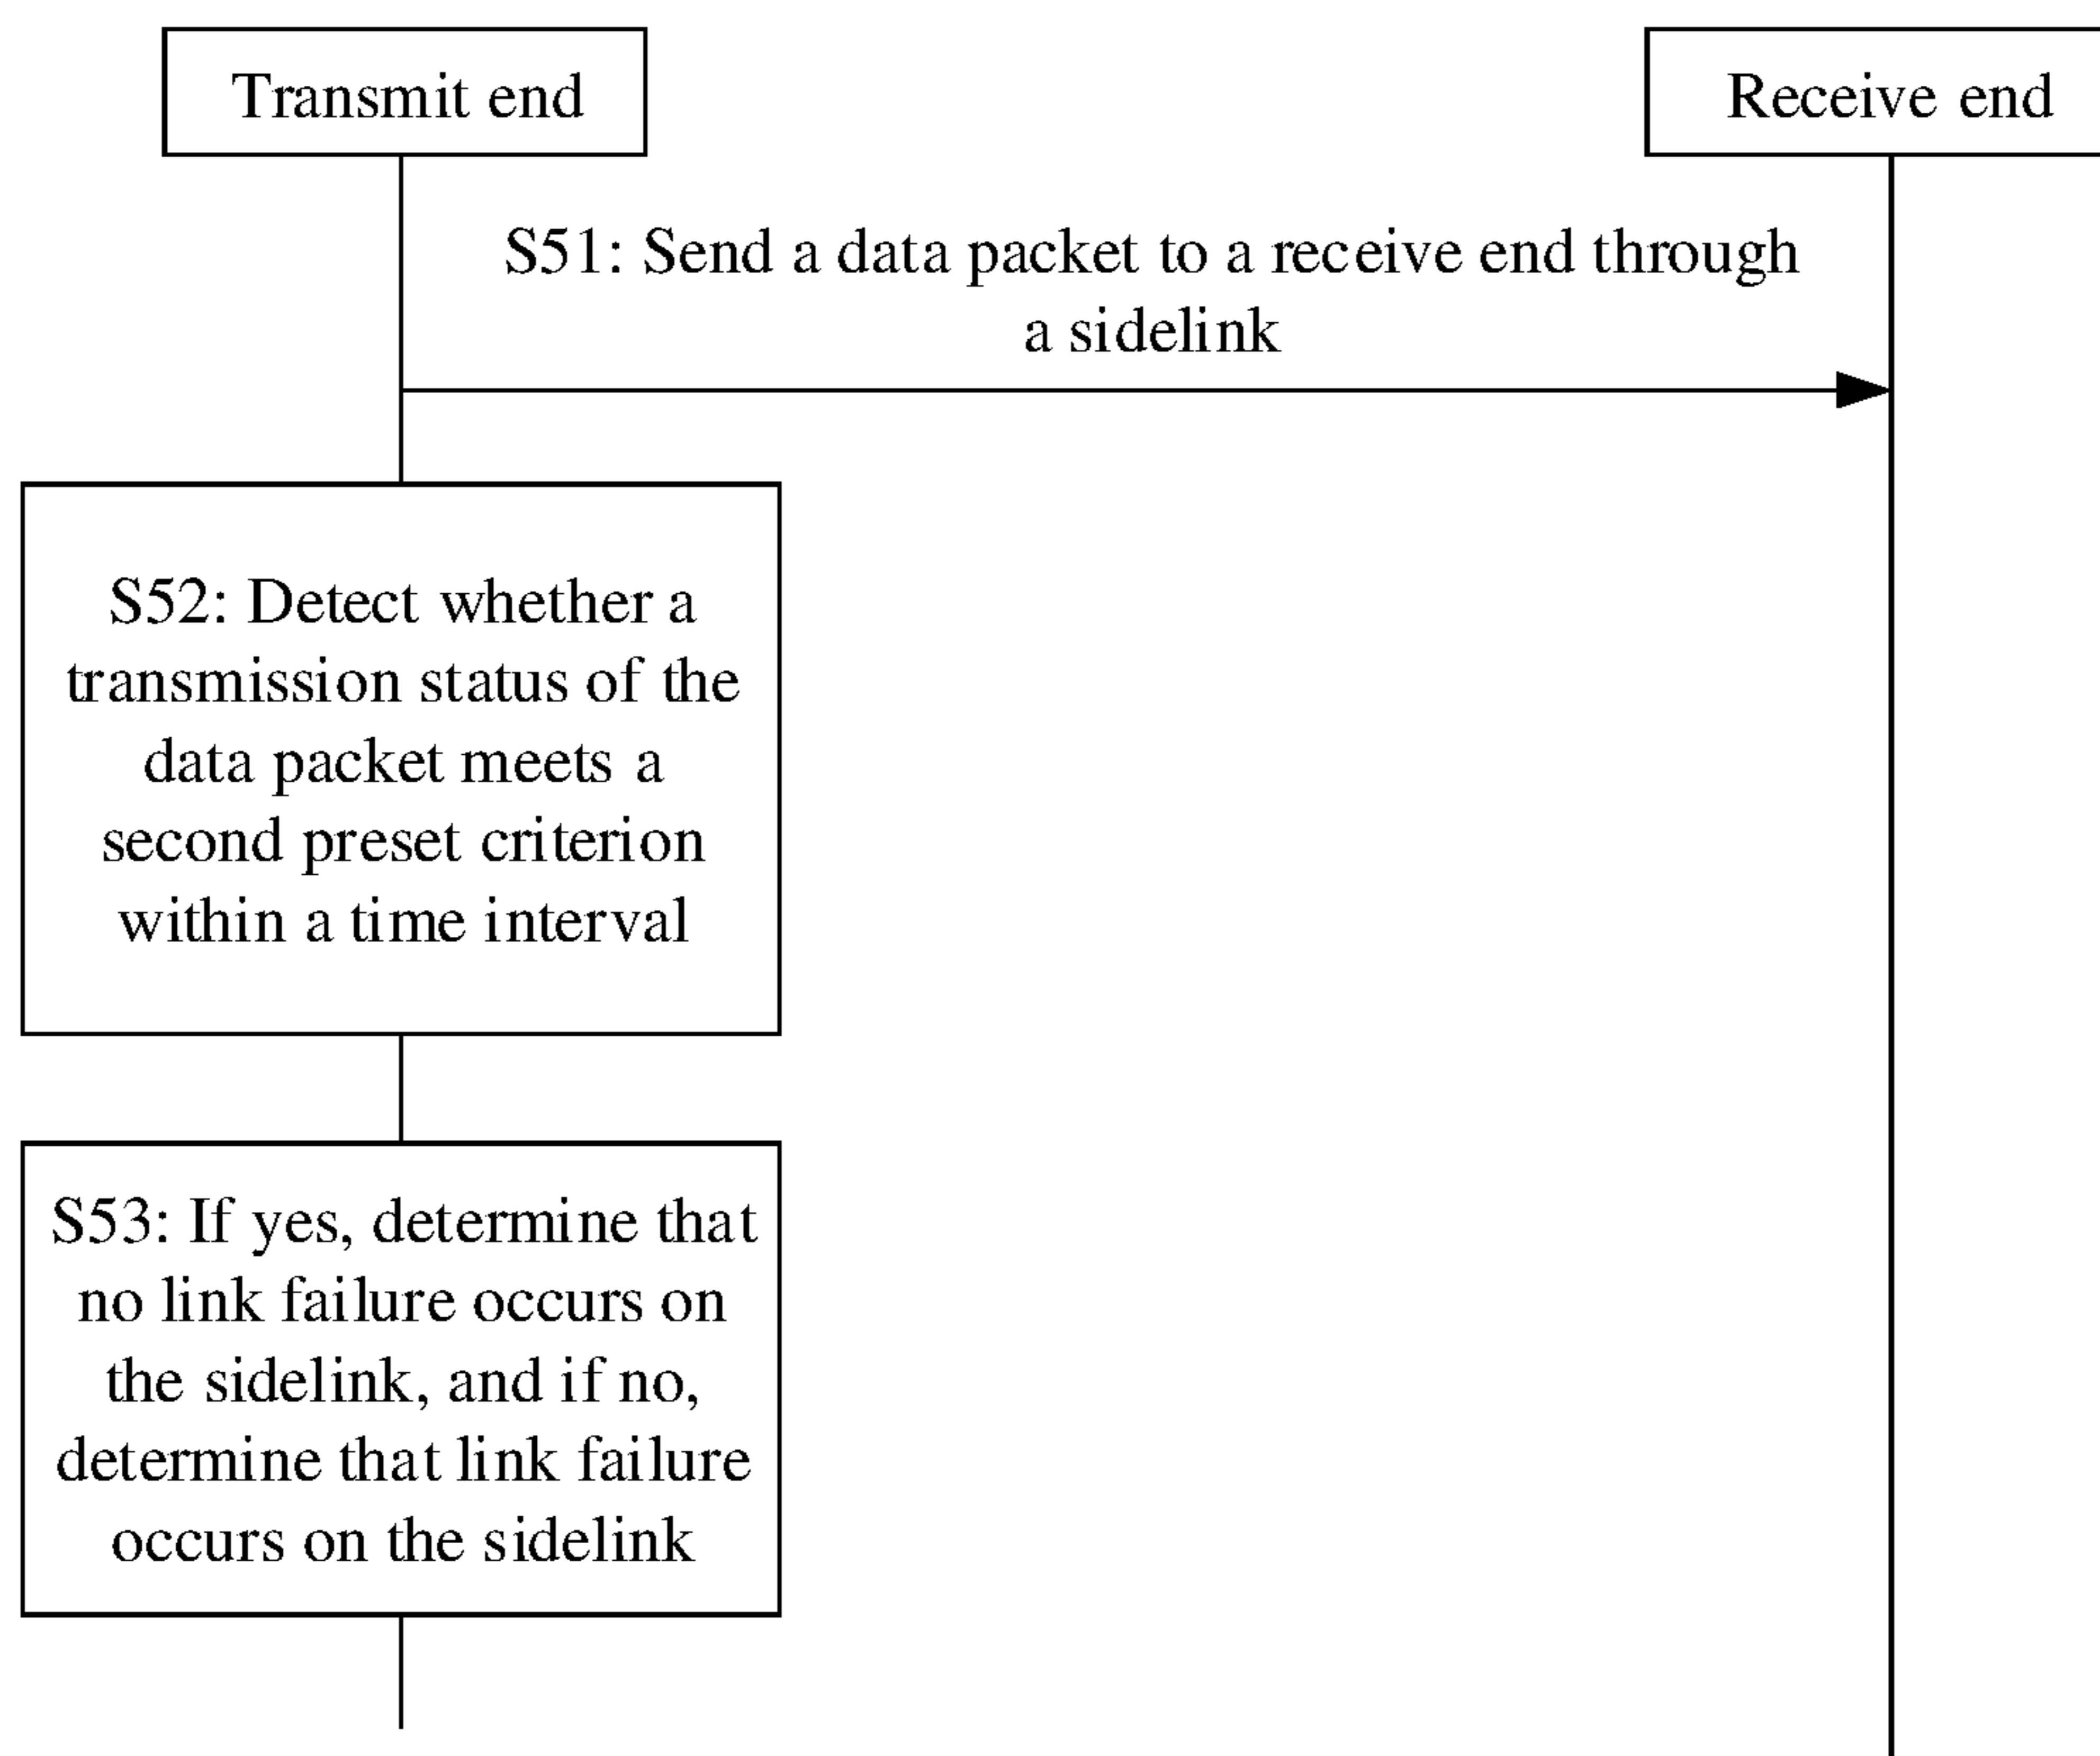 Transmit end
Receive end
S51: Send a data packet to a receive end through
a sidelink
S52: Detect whether a
transmission status of the
data packet meets a
second preset criterion
within a time interval
S53: If yes, determine that
no link failure occurs on
the sidelink, and if no,
determine that link failure
occurs on the sidelink